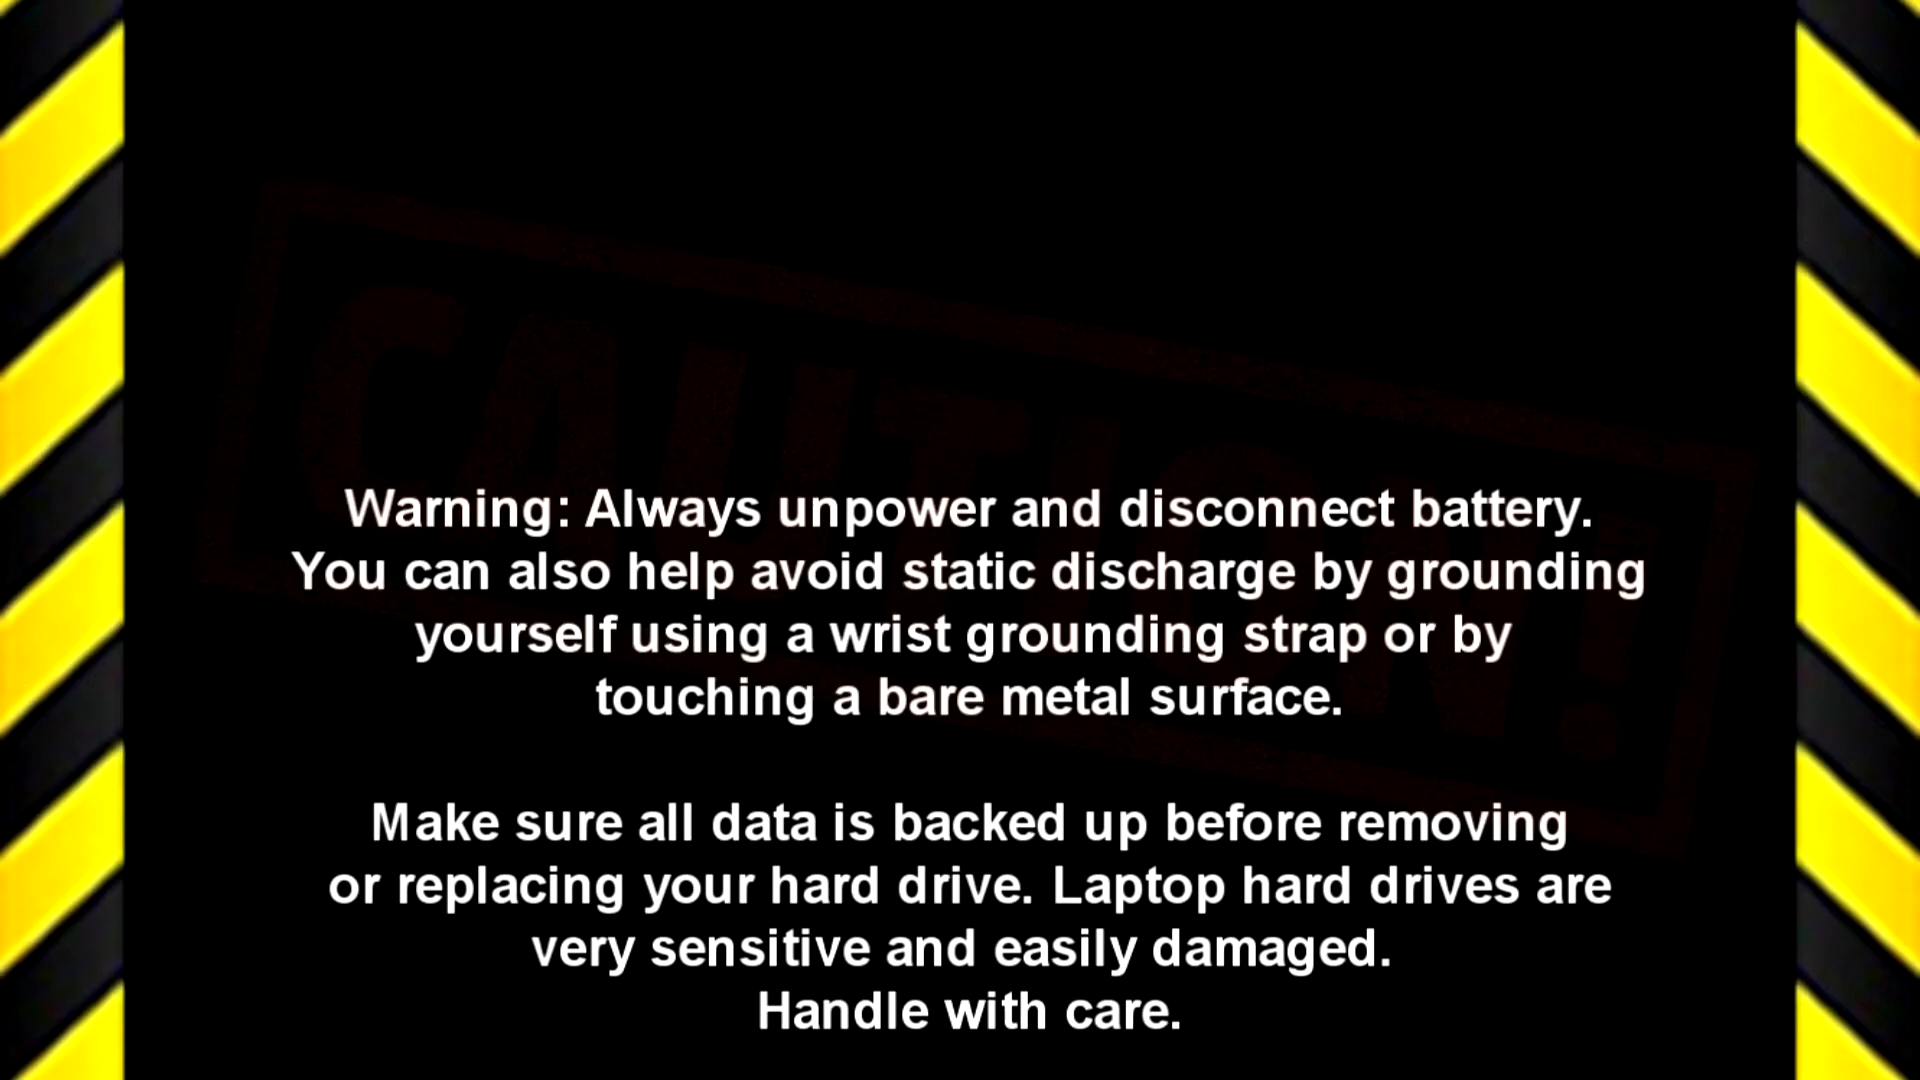 CAUTION!
Warning: Always unpower and disconnect battery.
You can also help avoid static discharge by grounding
yourself using a wrist grounding strap or by
touching a bare metal surface.
Make sure all data is backed up before removing
or replacing your hard drive. Laptop hard drives are
very sensitive and easily damaged.
Handle with care.